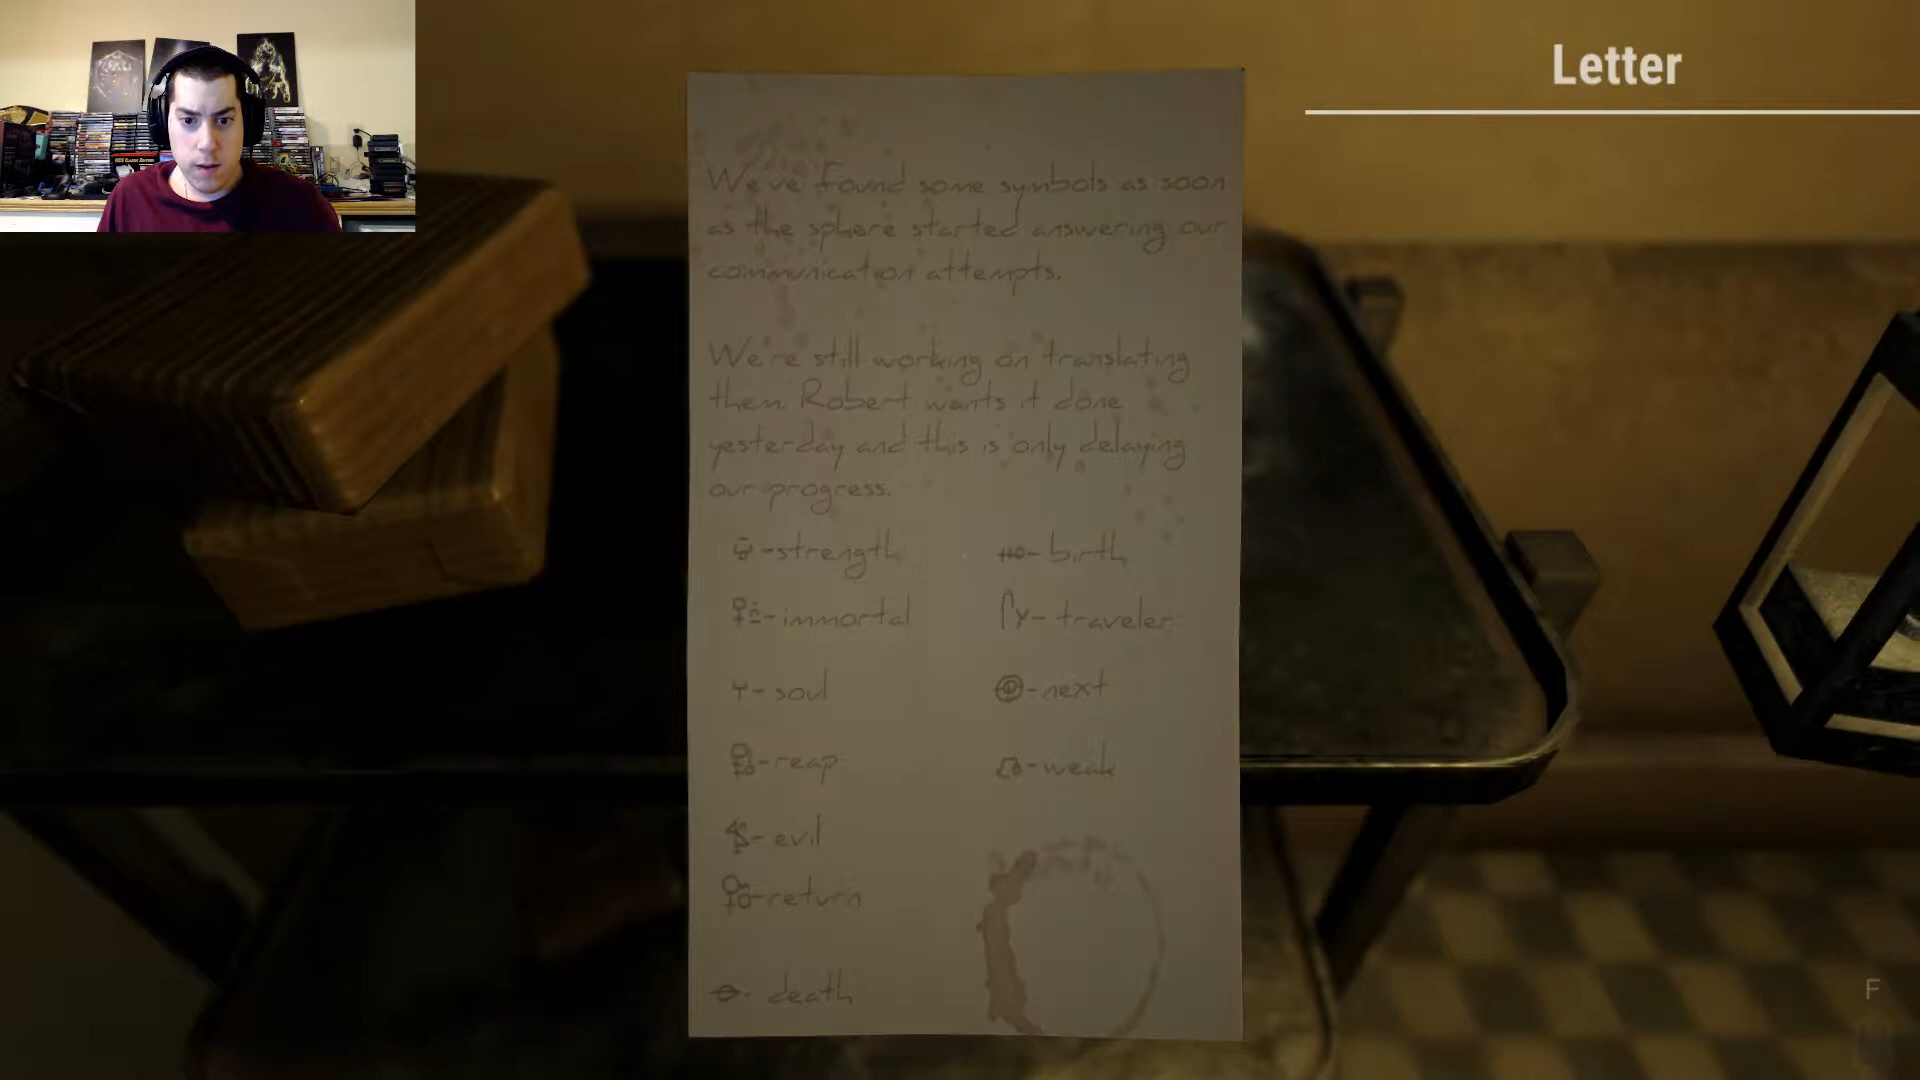 Letter
We've found some symbols as soon
as the sphere started answering our
communication attempts.
We're still working on translating
them. Robert wants it done
yesterday and this is only delaying
our progress.
-strength
-birth
-immortal
-traveler
-soul
-next
-reap
-weak
-evil
-return
- death
F